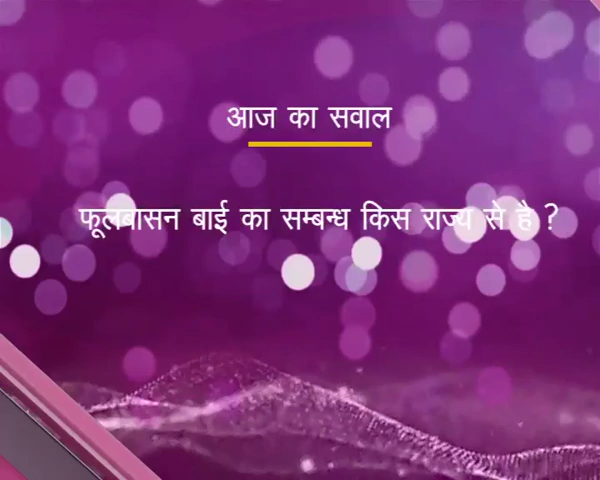 आज का सवाल
फूलबासन बाई का सम्बन्ध किस राज्य से है ?